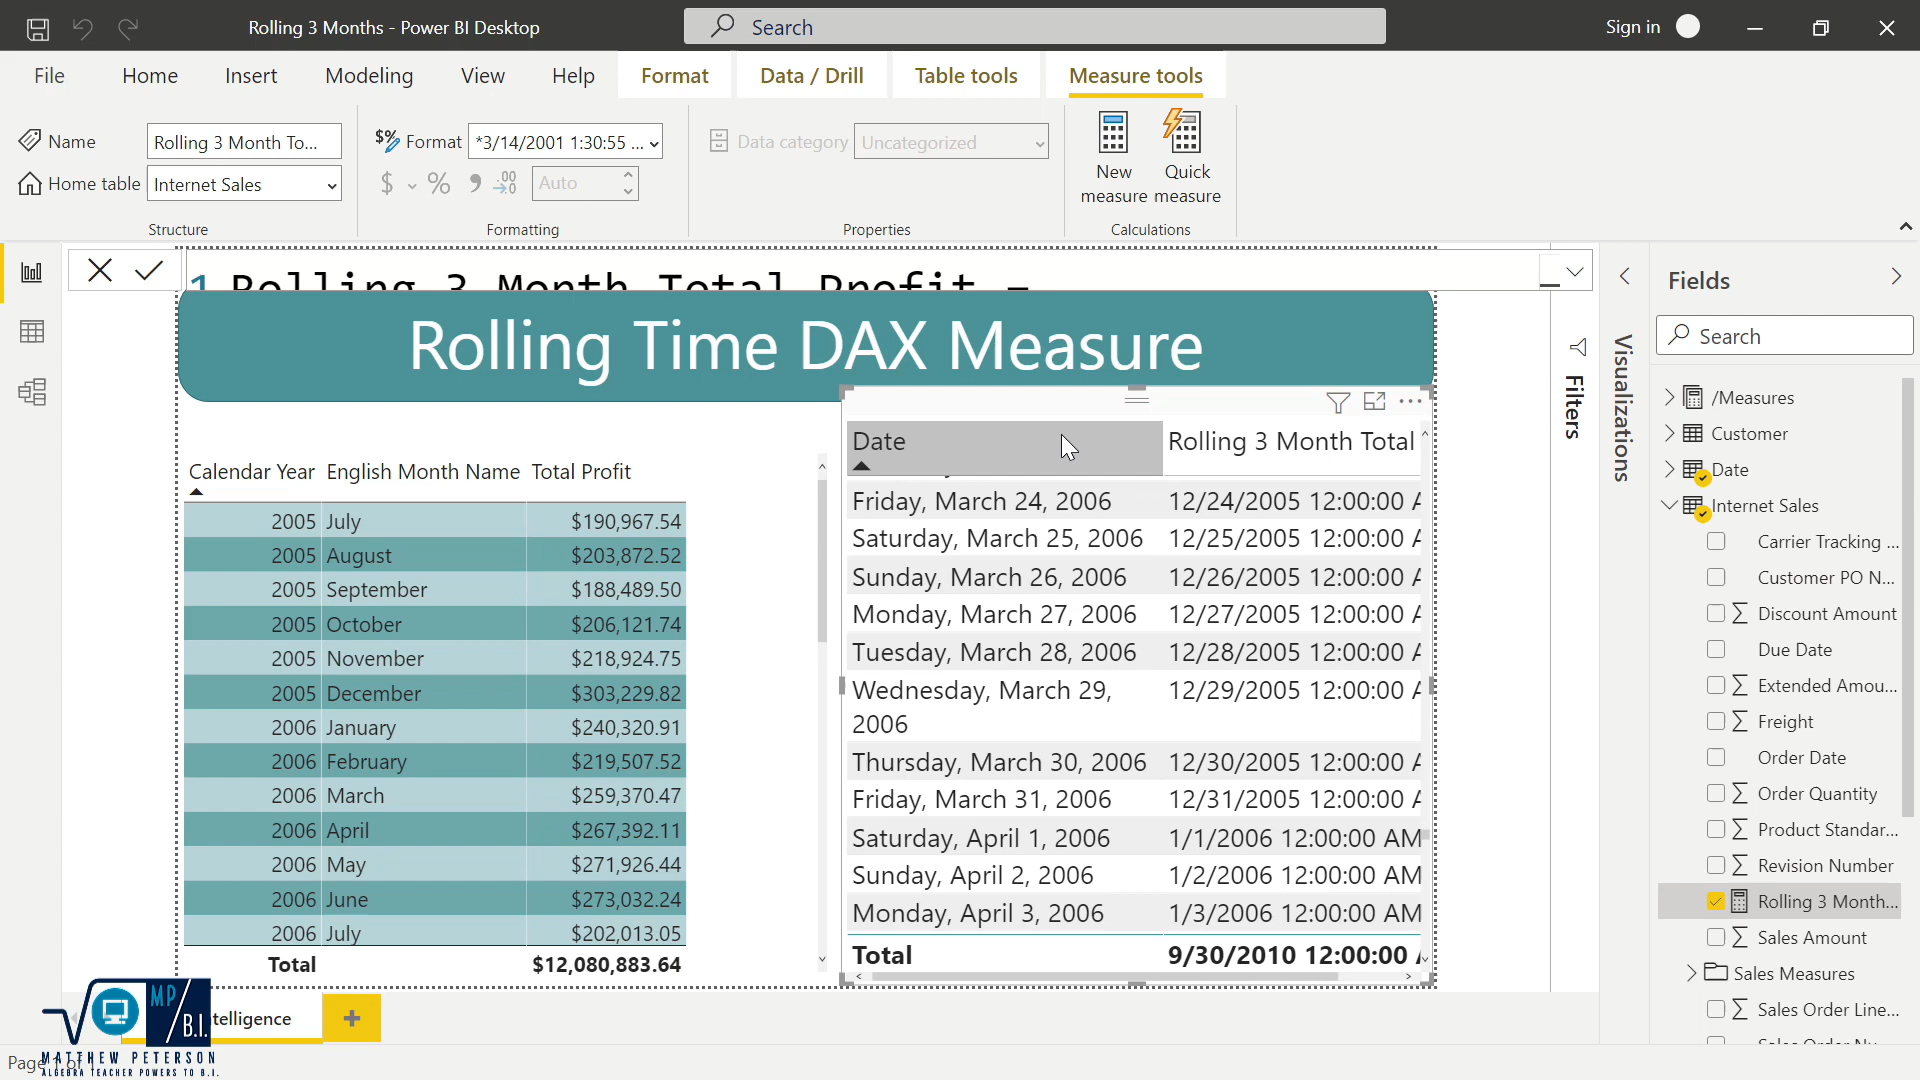 Rolling 3 Months - Power BI Desktop
Search
Sign in
File Home Insert Modeling View Help Format Data / Drill Table tools Measure tools
Name Rolling 3 Month To...
Home table Internet Sales
Structure
Format *3/14/2001 1:30:55 ...
$ % Auto
Formatting
Data category Uncategorized
Properties
New measure
Quick measure
Calculations
1 Rolling 3 Month Total Profit =
Rolling Time DAX Measure
Calendar Year English Month Name Total Profit
2005 July $190,967.54
2005 August $203,872.52
2005 September $188,489.50
2005 October $206,121.74
2005 November $218,924.75
2005 December $303,229.82
2006 January $240,320.91
2006 February $219,507.52
2006 March $259,370.47
2006 April $267,392.11
2006 May $271,926.44
2006 June $273,032.24
2006 July $202,013.05
Total $12,080,883.64
Date Rolling 3 Month Total
Friday, March 24, 2006 12/24/2005 12:00:00 A
Saturday, March 25, 2006 12/25/2005 12:00:00 A
Sunday, March 26, 2006 12/26/2005 12:00:00 A
Monday, March 27, 2006 12/27/2005 12:00:00 A
Tuesday, March 28, 2006 12/28/2005 12:00:00 A
Wednesday, March 29, 12/29/2005 12:00:00 A
2006
Thursday, March 30, 2006 12/30/2005 12:00:00 A
Friday, March 31, 2006 12/31/2005 12:00:00 A
Saturday, April 1, 2006 1/1/2006 12:00:00 AM
Sunday, April 2, 2006 1/2/2006 12:00:00 AM
Monday, April 3, 2006 1/3/2006 12:00:00 AM
Total 9/30/2010 12:00:00 A
Filters
Visualizations
Fields
Search
/Measures
Customer
Date
Internet Sales
Carrier Tracking ...
Customer PO N...
Discount Amount
Due Date
Extended Amou...
Freight
Order Date
Order Quantity
Product Standar...
Revision Number
Rolling 3 Month...
Sales Amount
Sales Measures
Sales Order Line...
telligence
MP/B.I.
MATTHEW PETERSON
ALGEBRA TEACHER POWERS TO B.I.
Page 1 of 1